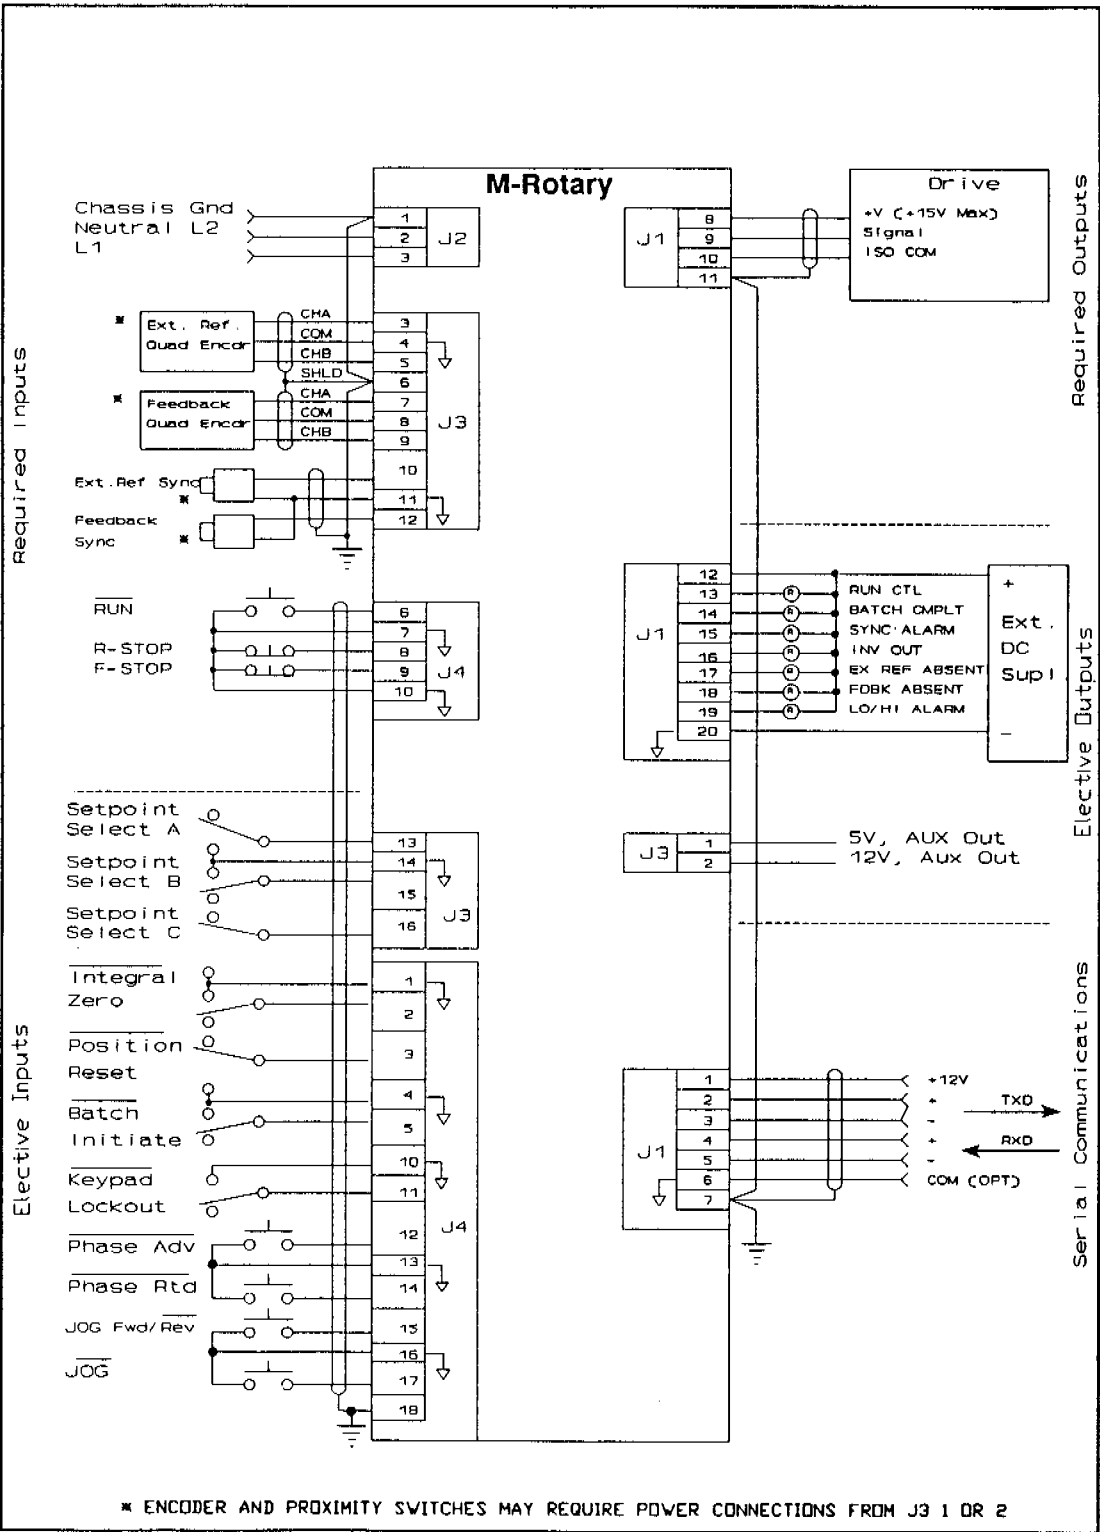 M-Rotary
Required Inputs
Chassis Gnd
Neutral L2
L1
1
2
3
J2
* Ext. Ref.
Quad Encdr
CHA
COM
CHB
SHLD
* Feedback
Quad Encdr
CHA
COM
CHB
3
4
5
6
7
8
9
10
11
12
J3
Ext.Ref Sync
*
Feedback
Sync *
RUN
R-STOP
F-STOP
6
7
8
9
10
J4
Elective Inputs
Setpoint
Select A
Setpoint
Select B
Setpoint
Select C
13
14
15
16
J3
Integral
Zero
Position
Reset
Batch
Initiate
Keypad
Lockout
Phase Adv
Phase Rtd
JOG Fwd/Rev
JOG
1
2
3
4
5
10
11
12
13
14
15
16
17
18
J4
Required Outputs
J1
8
9
10
11
Drive
+V (+15V Max)
Signal
ISO COM
Elective Outputs
J1
12
13
14
15
16
17
18
19
20
R
R
R
R
R
R
R
RUN CTL
BATCH CMPLT
SYNC ALARM
INV OUT
EX REF ABSENT
FDBK ABSENT
LO/HI ALARM
+
Ext.
DC
Supl
-
J3
1
2
5V, AUX Out
12V, Aux Out
Serial Communications
J1
1
2
3
4
5
6
7
+12V
+
-
+
-
COM (OPT)
TXD
RXD
* ENCODER AND PROXIMITY SWITCHES MAY REQUIRE POWER CONNECTIONS FROM J3 1 OR 2